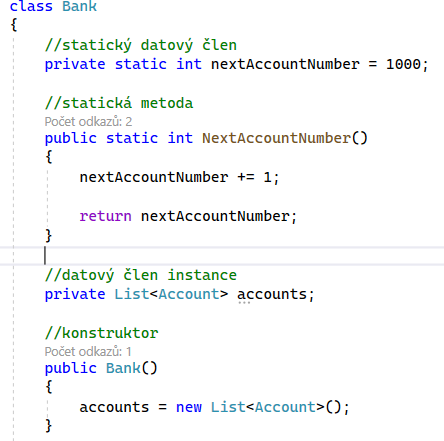 class Bank
{
    //statický datový člen
    private static int nextAccountNumber = 1000;

    //statická metoda
    Počet odkazů: 2
    public static int NextAccountNumber()
    {
        nextAccountNumber += 1;

        return nextAccountNumber;
    }

    //datový člen instance
    private List<Account> accounts;

    //konstruktor
    Počet odkazů: 1
    public Bank()
    {
        accounts = new List<Account>();
    }